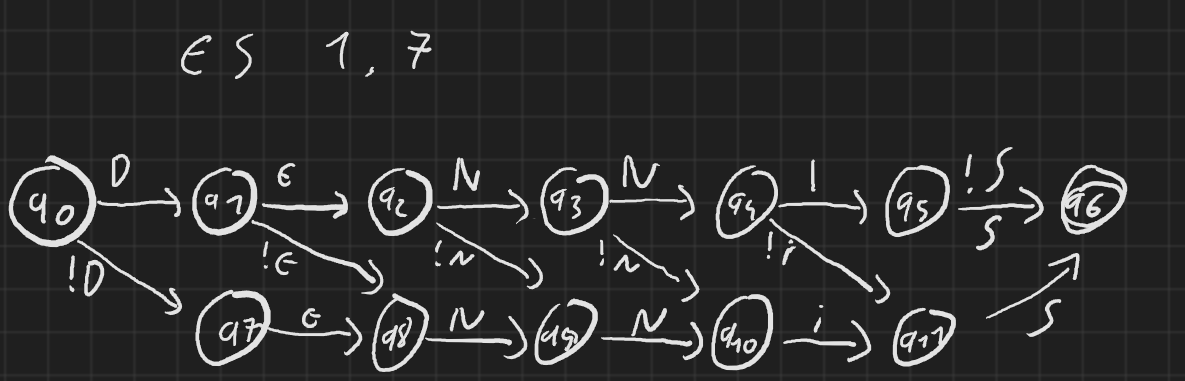 ES 1.7
D E N N I !S
q0 q1 q2 q3 q4 q5 q6
S
!D !E !N !N !i
E N N i S
q7 q8 q9 q10 q11